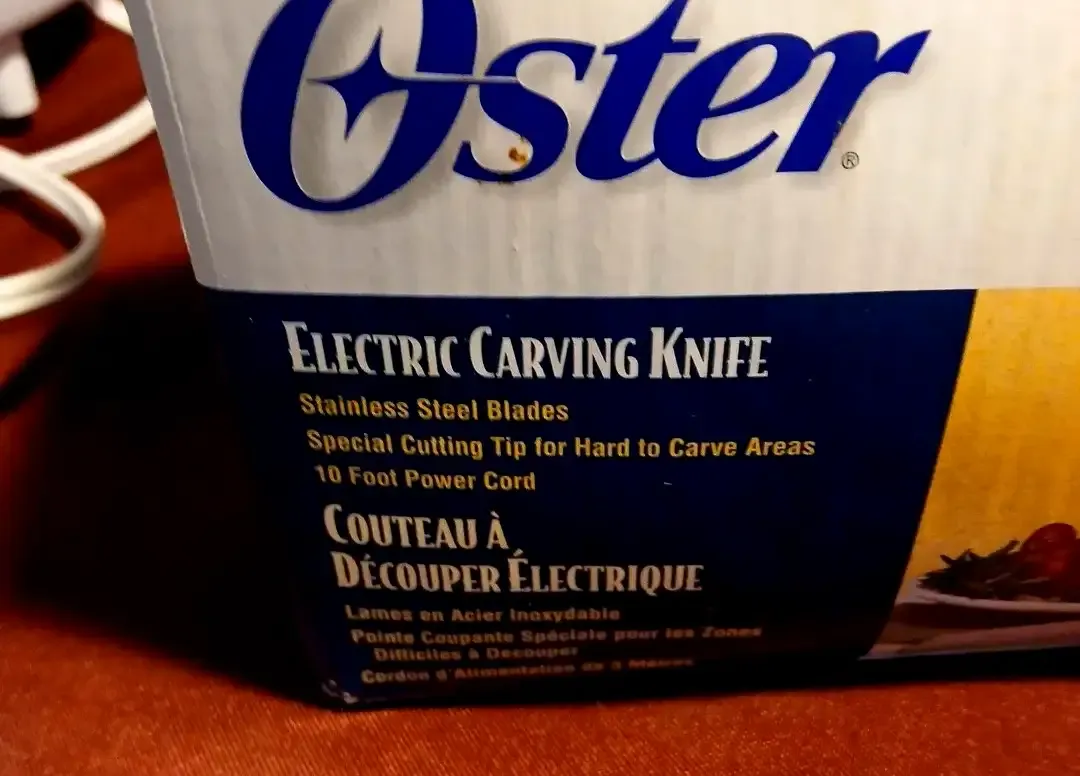 Oster®
ELECTRIC CARVING KNIFE
Stainless Steel Blades
Special Cutting Tip for Hard to Carve Areas
10 Foot Power Cord
COUTEAU À
DÉCOUPER ÉLECTRIQUE
Lames en Acier Inoxydable
Pointe Coupante Spéciale pour les Zones
Difficiles à Découper
Cordon d'Alimentation de 3 Mètres